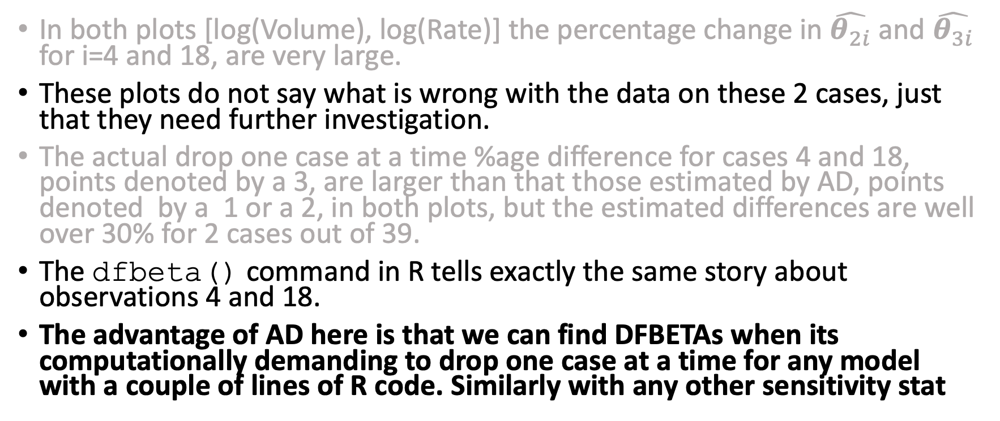 • In both plots [log(Volume), log(Rate)] the percentage change in $\widehat{\theta_{2i}}$ and $\widehat{\theta_{3i}}$
for i=4 and 18, are very large.
• These plots do not say what is wrong with the data on these 2 cases, just
that they need further investigation.
• The actual drop one case at a time %age difference for cases 4 and 18,
points denoted by a 3, are larger than that those estimated by AD, points
denoted by a 1 or a 2, in both plots, but the estimated differences are well
over 30% for 2 cases out of 39.
• The dfbeta() command in R tells exactly the same story about
observations 4 and 18.
• The advantage of AD here is that we can find DFBETAs when its
computationally demanding to drop one case at a time for any model
with a couple of lines of R code. Similarly with any other sensitivity stat